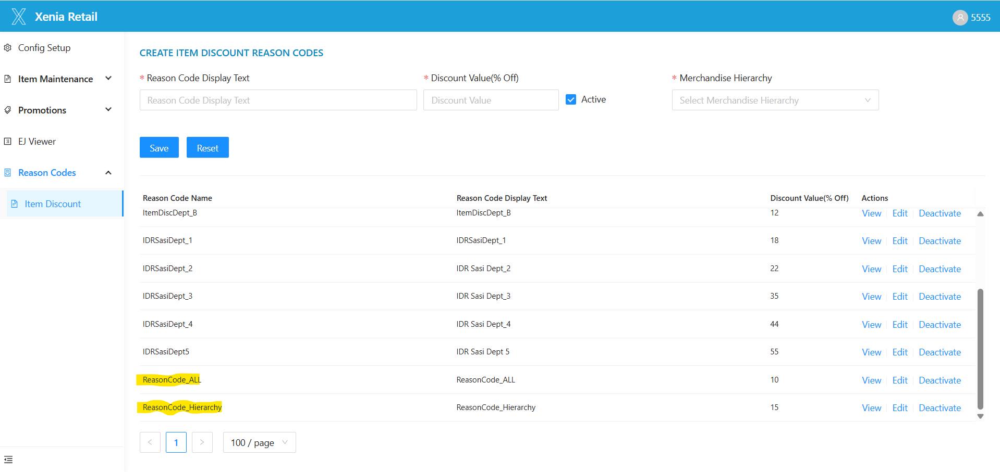 Xenia Retail
5555
Config Setup
Item Maintenance
Promotions
EJ Viewer
Reason Codes
Item Discount
CREATE ITEM DISCOUNT REASON CODES
* Reason Code Display Text * Discount Value(% Off) * Merchandise Hierarchy
Reason Code Display Text Discount Value Active Select Merchandise Hierarchy
Save Reset
Reason Code Name Reason Code Display Text Discount Value(% Off) Actions
ItemDiscDept_B ItemDiscDept_B 12 View Edit Deactivate
IDRSasiDept_1 IDRSasiDept_1 18 View Edit Deactivate
IDRSasiDept_2 IDR Sasi Dept_2 22 View Edit Deactivate
IDRSasiDept_3 IDR Sasi Dept_3 35 View Edit Deactivate
IDRSasiDept_4 IDR Sasi Dept_4 44 View Edit Deactivate
IDRSasiDept5 IDR Sasi Dept 5 55 View Edit Deactivate
ReasonCode_ALL ReasonCode_ALL 10 View Edit Deactivate
ReasonCode_Hierarchy ReasonCode_Hierarchy 15 View Edit Deactivate
< 1 > 100 / page